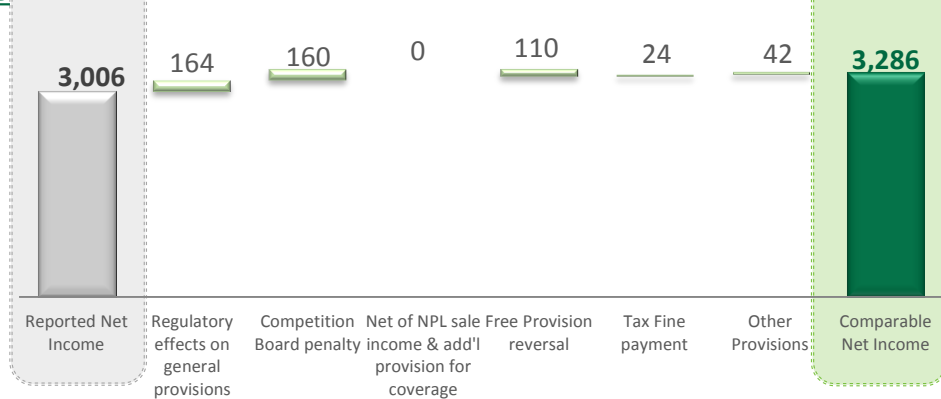 3,006
164
160
0
110
24
42
3,286
Reported Net
Income
Regulatory
effects on
general
provisions
Competition
Board penalty
Net of NPL sale
income & add'l
provision for
coverage
Free Provision
reversal
Tax Fine
payment
Other
Provisions
Comparable
Net Income